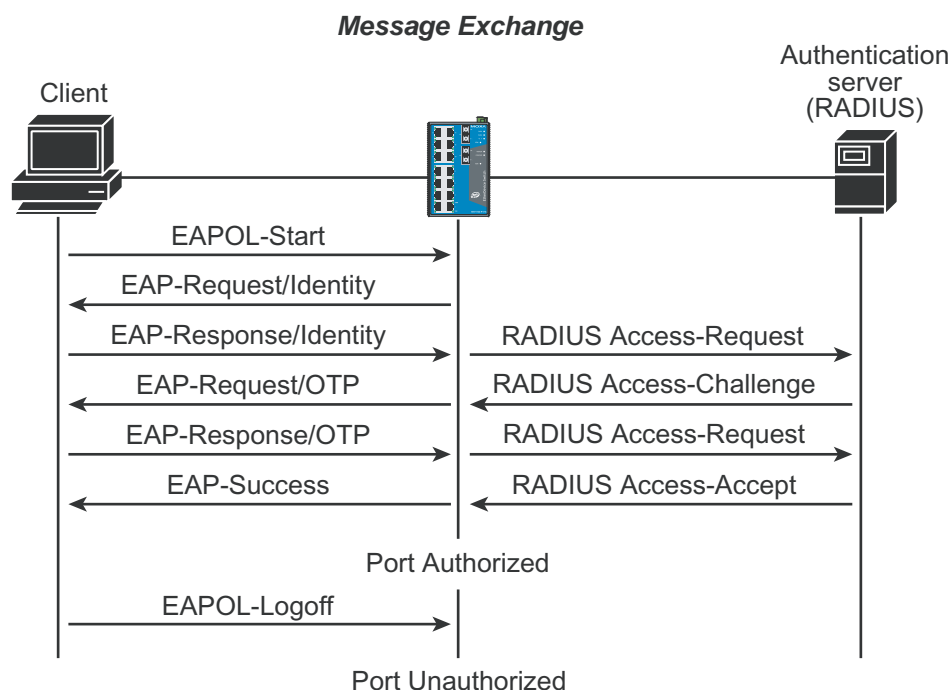 Message Exchange
Client
Authentication
server
(RADIUS)
MOXA
EAPOL-Start
EAP-Request/Identity
EAP-Response/Identity
RADIUS Access-Request
EAP-Request/OTP
RADIUS Access-Challenge
EAP-Response/OTP
RADIUS Access-Request
EAP-Success
RADIUS Access-Accept
Port Authorized
EAPOL-Logoff
Port Unauthorized